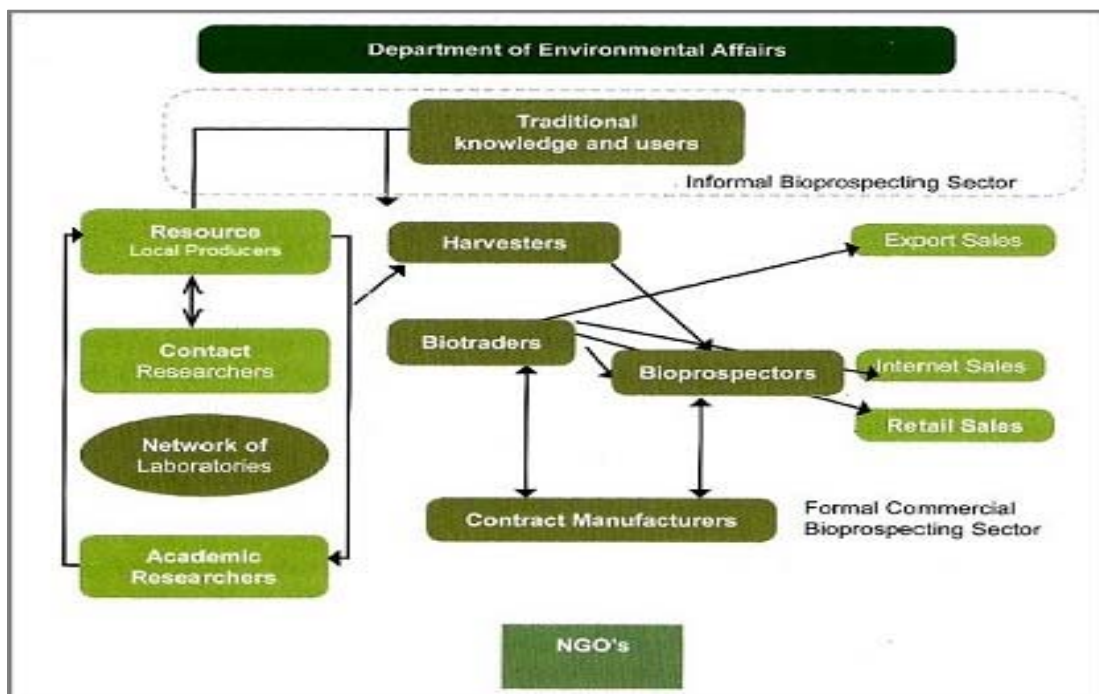 Department of Environmental Affairs
Traditional
knowledge and users
Informal Bioprospecting Sector
Resource
Local Producers
Harvesters
Export Sales
Contact
Researchers
Biotraders
Bioprospectors
Internet Sales
Retail Sales
Network of
Laboratories
Contract Manufacturers
Formal Commercial
Bioprospecting Sector
Academic
Researchers
NGO's